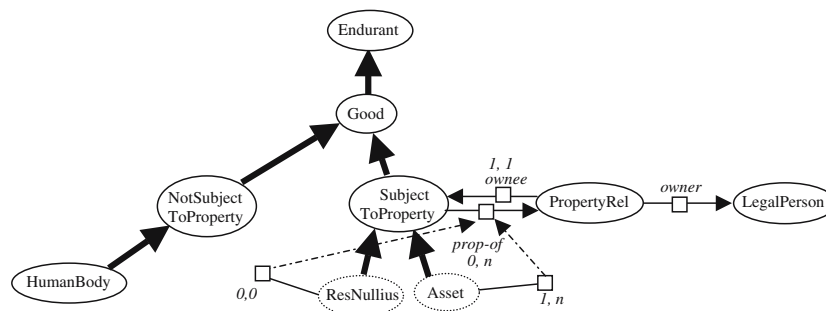 Endurant
Good
NotSubject
ToProperty
Subject
ToProperty
1, 1
ownee
PropertyRel
owner
LegalPerson
prop-of
0, n
HumanBody
0,0
ResNullius
Asset
1, n